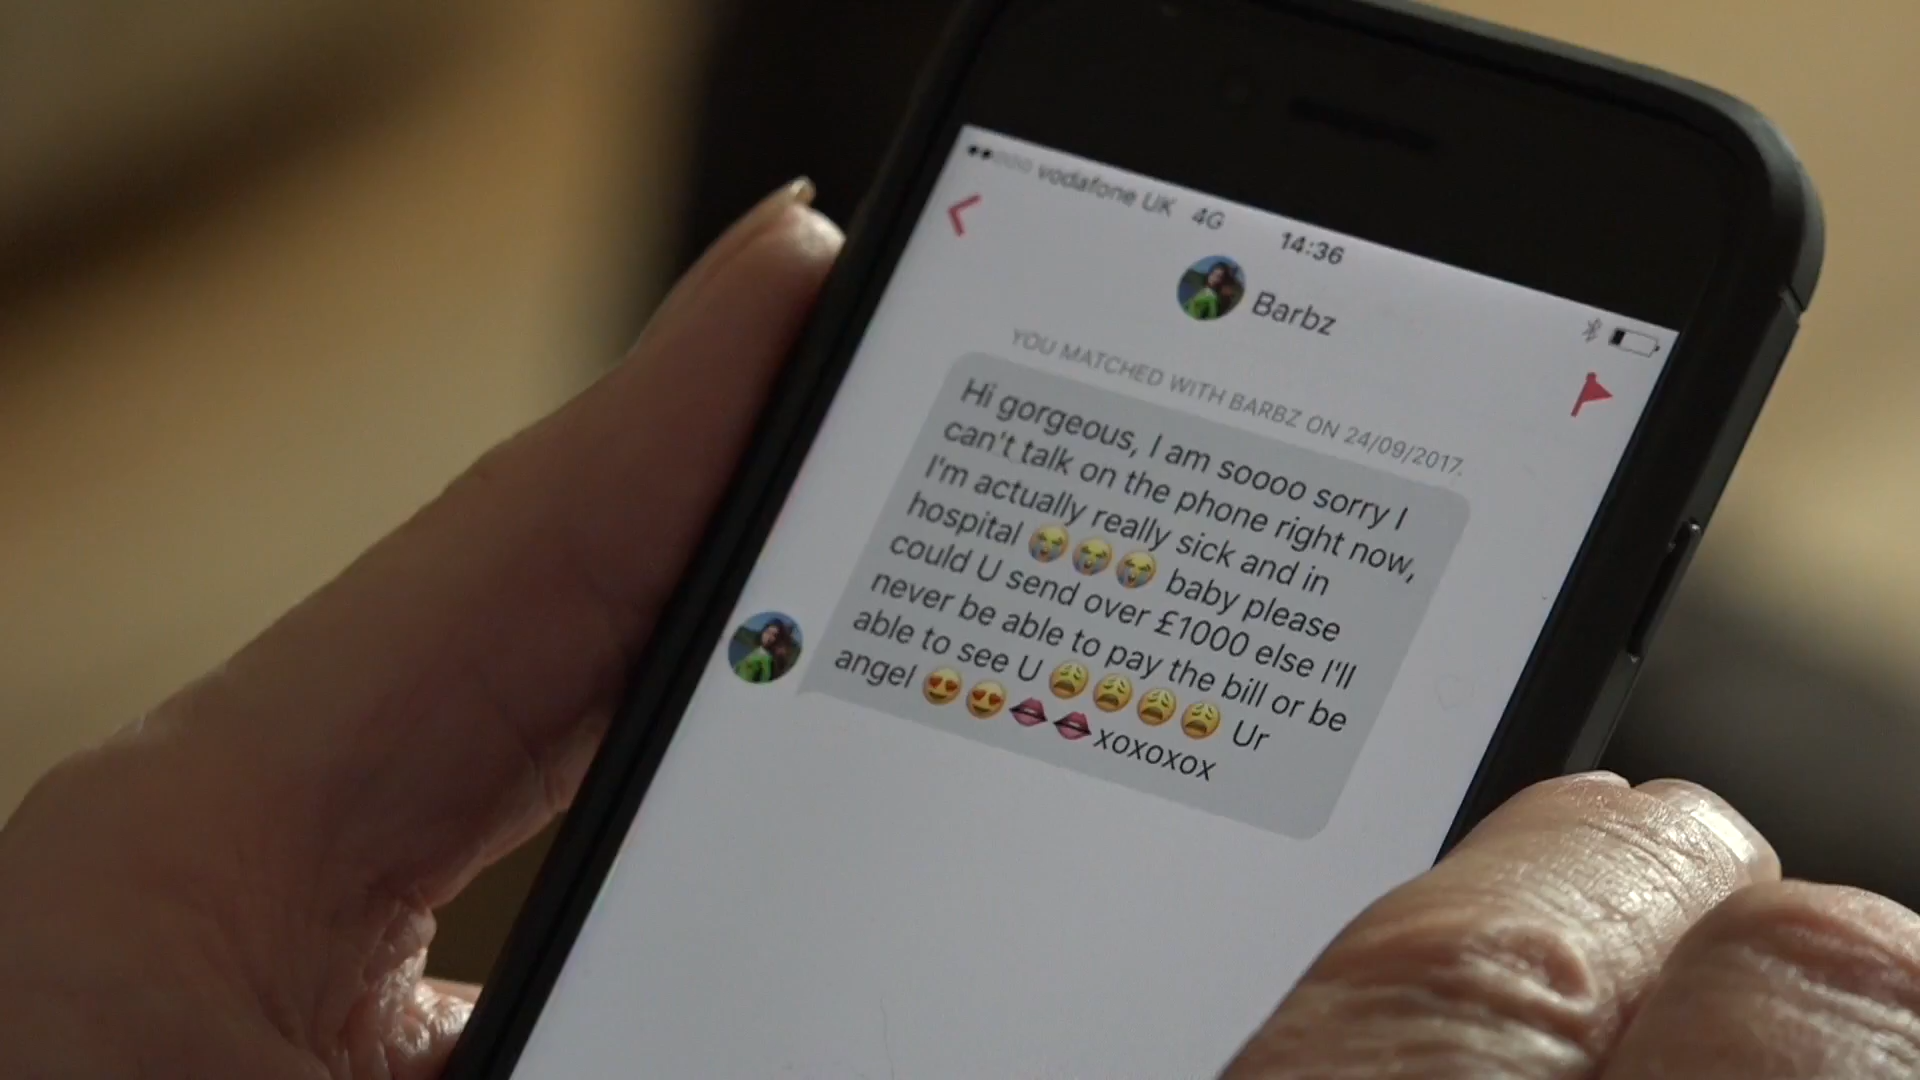 vodafone UK 4G 14:36
Barbz
YOU MATCHED WITH BARBZ ON 24/09/2017.
Hi gorgeous, I am soooo sorry I
can't talk on the phone right now,
I'm actually really sick and in
hospital 😭😭😭 baby please
could U send over £1000 else I'll
never be able to pay the bill or be
able to see U 😩😩😩😩 Ur
angel 😍😍👄👄xoxoxox